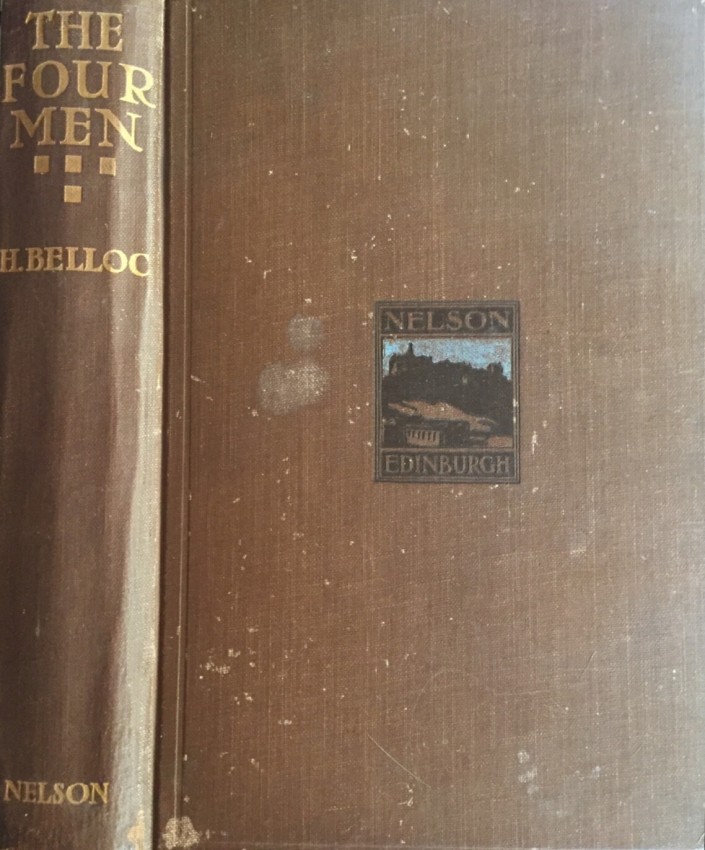 THE
FOUR
MEN
H. BELLOC
NELSON
NELSON
EDINBURGH